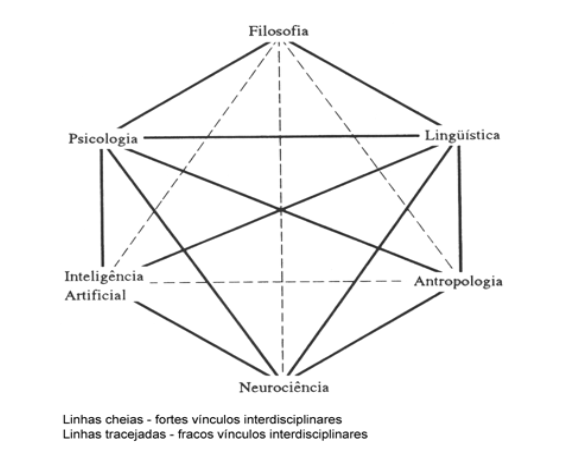 Filosofia
Psicologia
Lingüística
Inteligência
Artificial
Antropologia
Neurociência
Linhas cheias - fortes vínculos interdisciplinares
Linhas tracejadas - fracos vínculos interdisciplinares